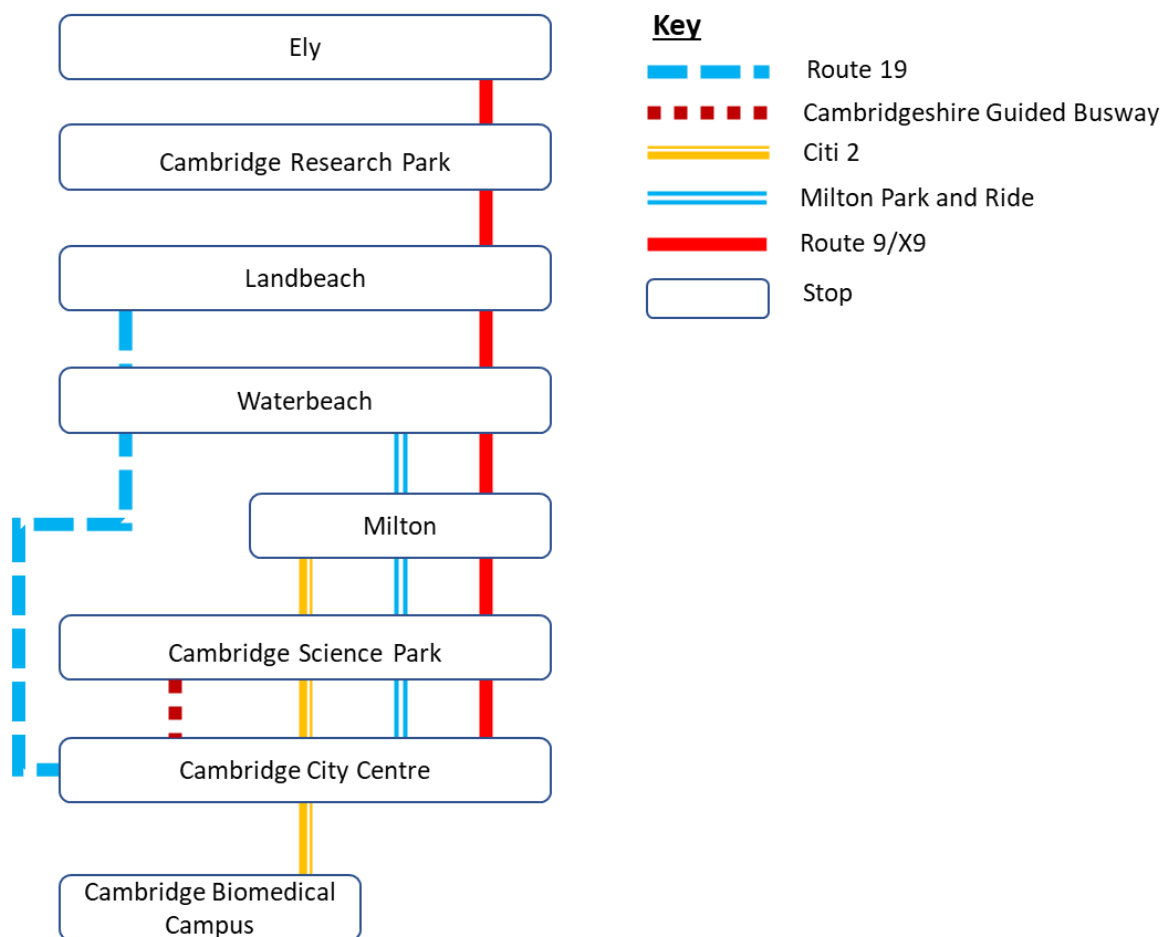 Ely
Cambridge Research Park
Landbeach
Waterbeach
Milton
Cambridge Science Park
Cambridge City Centre
Cambridge Biomedical
Campus
Key
Route 19
Cambridgeshire Guided Busway
Citi 2
Milton Park and Ride
Route 9/X9
Stop